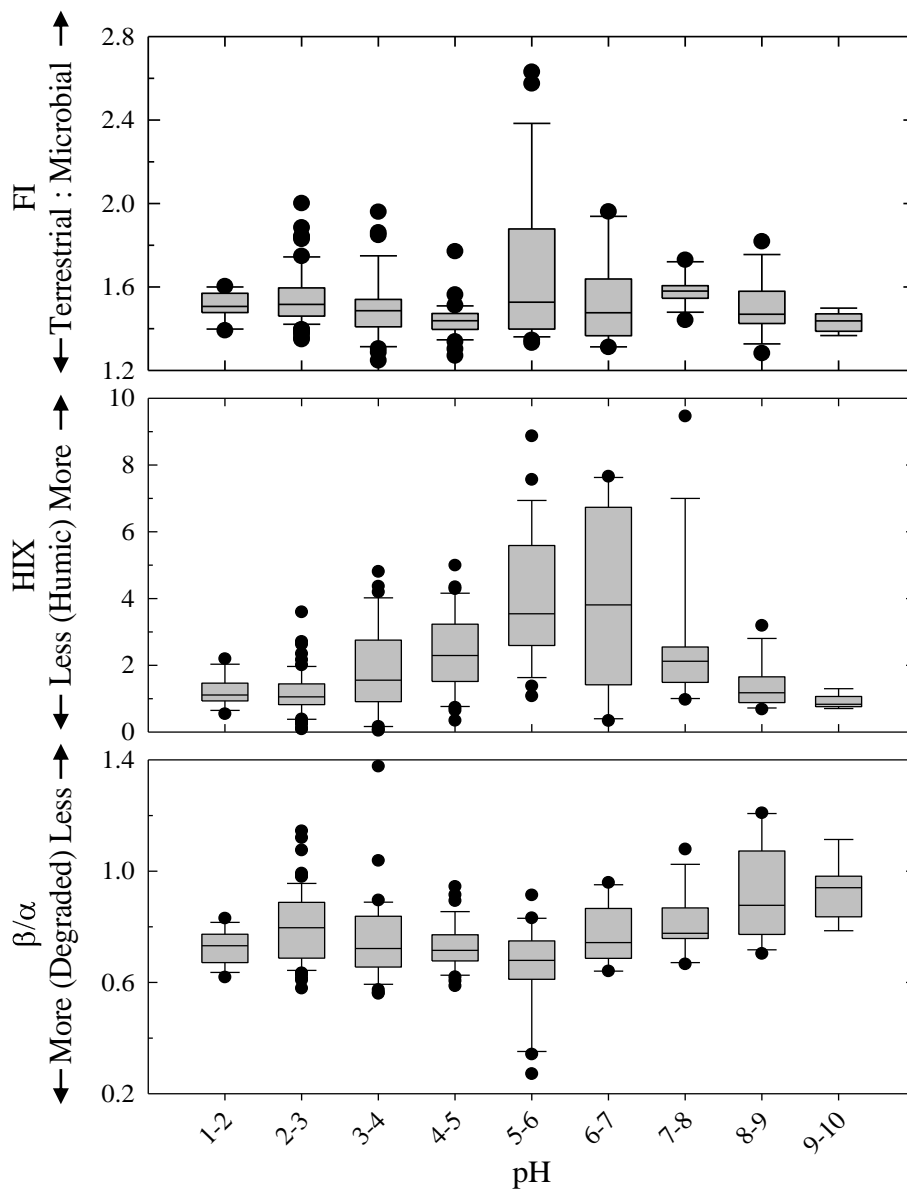 FI
← Terrestrial : Microbial →
2.8
2.4
2.0
1.6
1.2
HIX
← Less (Humic) More →
10
8
6
4
2
0
β/α
← More (Degraded) Less →
1.4
1.0
0.6
0.2
1-2 2-3 3-4 4-5 5-6 6-7 7-8 8-9 9-10
pH